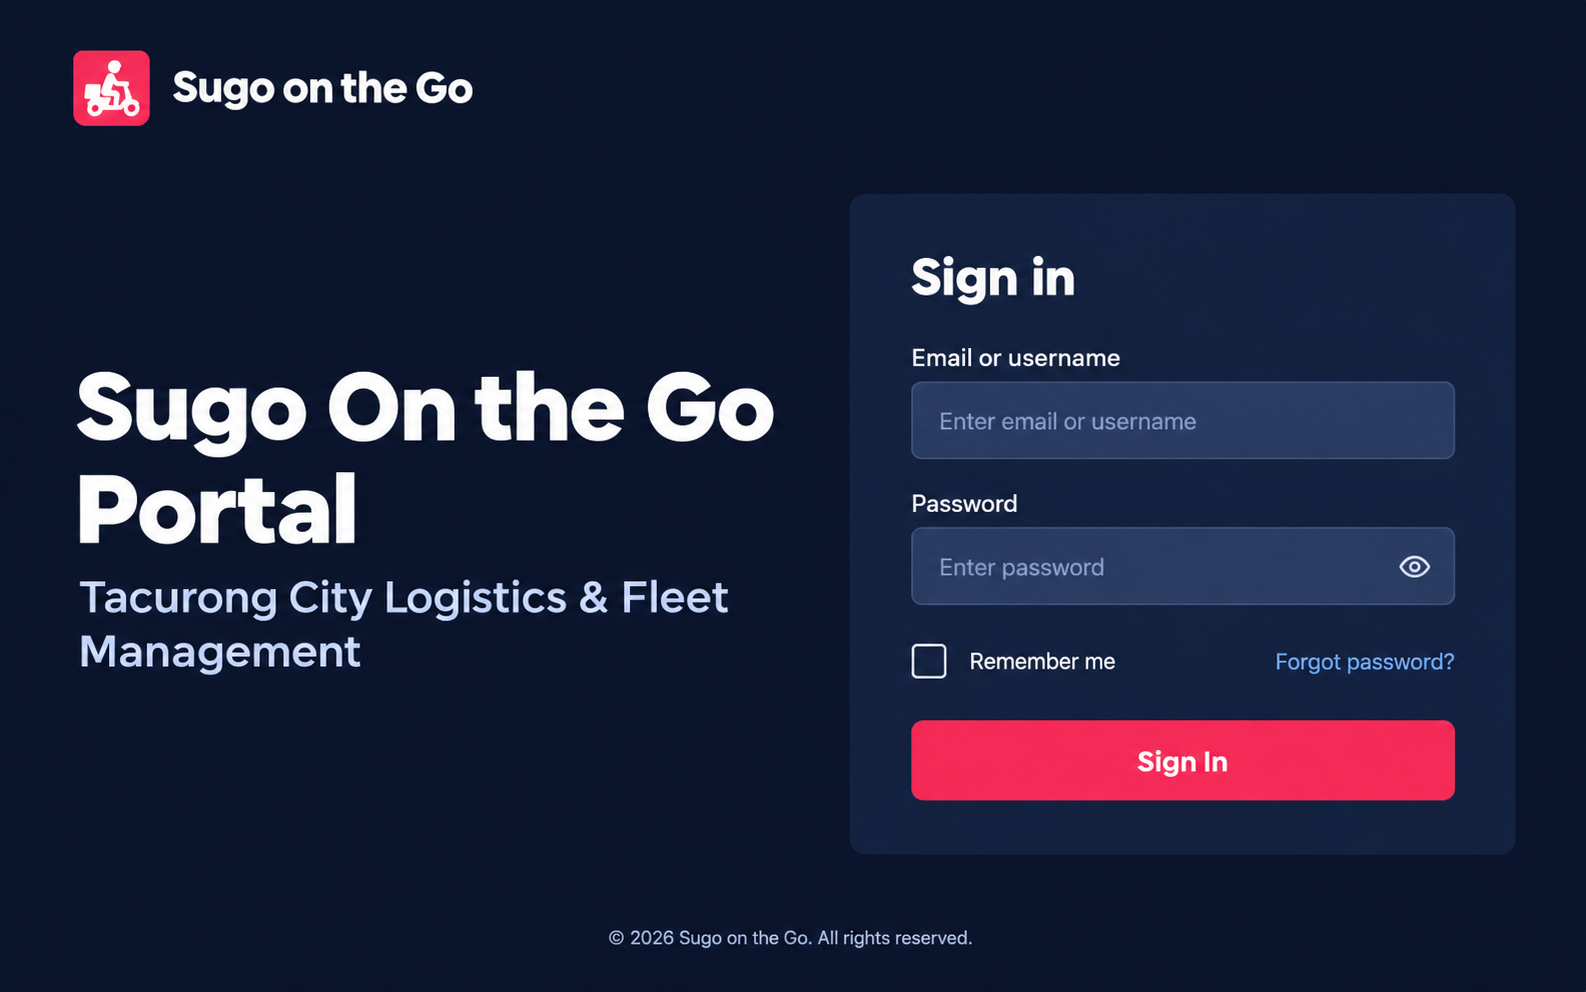 Sugo on the Go
Sugo On the Go
Portal
Tacurong City Logistics & Fleet
Management
Sign in
Email or username
Enter email or username
Password
Enter password
Remember me
Forgot password?
Sign In
© 2026 Sugo on the Go. All rights reserved.